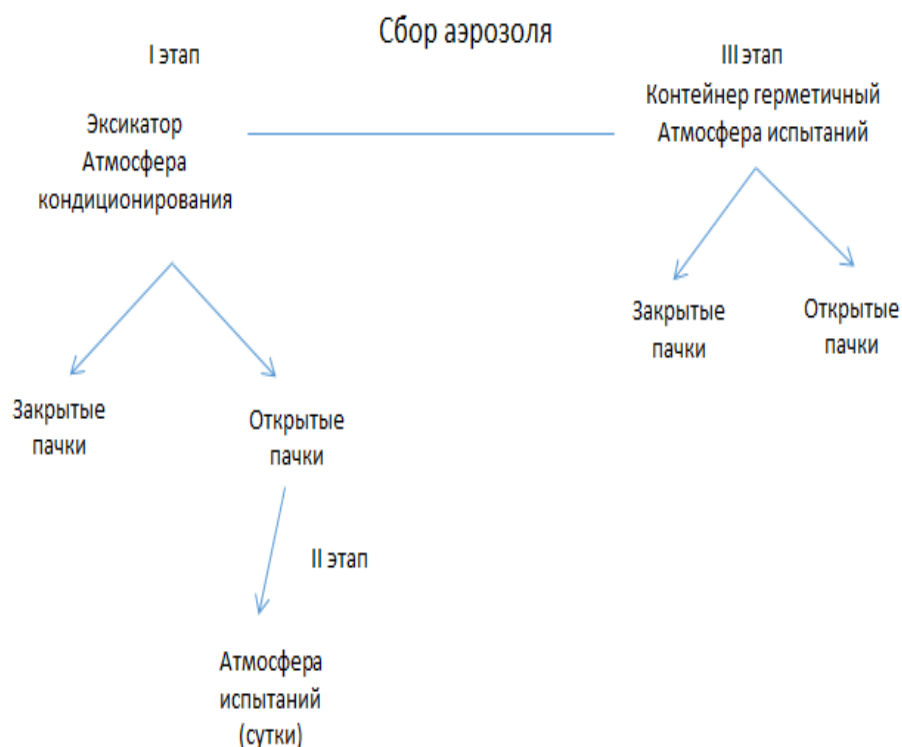 Сбор аэрозоля
I этап
Эксикатор
Атмосфера
кондиционирования
III этап
Контейнер герметичный
Атмосфера испытаний
Закрытые
пачки
Открытые
пачки
Закрытые
пачки
Открытые
пачки
II этап
Атмосфера
испытаний
(сутки)